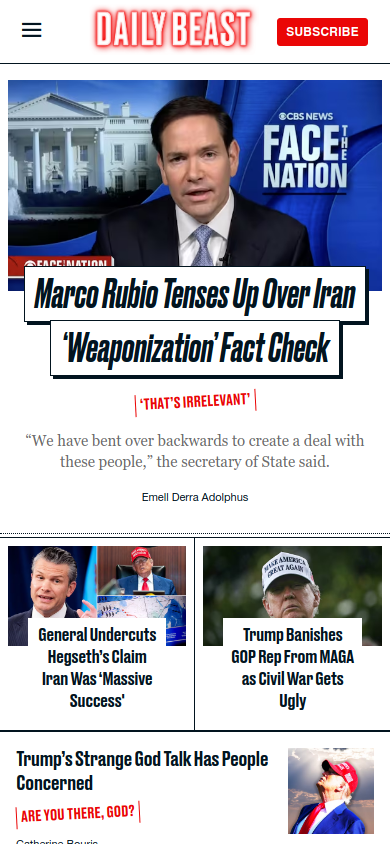 DAILY BEAST
SUBSCRIBE
CBS NEWS
FACE THE NATION
FACE THE NATION
Marco Rubio Tenses Up Over Iran
‘Weaponization’ Fact Check
‘THAT’S IRRELEVANT’
“We have bent over backwards to create a deal with
these people,” the secretary of State said.
Emell Derra Adolphus
MAKE AMERICA
GREAT AGAIN
General Undercuts
Hegseth’s Claim
Iran Was ‘Massive
Success'
Trump Banishes
GOP Rep From MAGA
as Civil War Gets
Ugly
Trump’s Strange God Talk Has People
Concerned
ARE YOU THERE, GOD?
Catherine Bouris